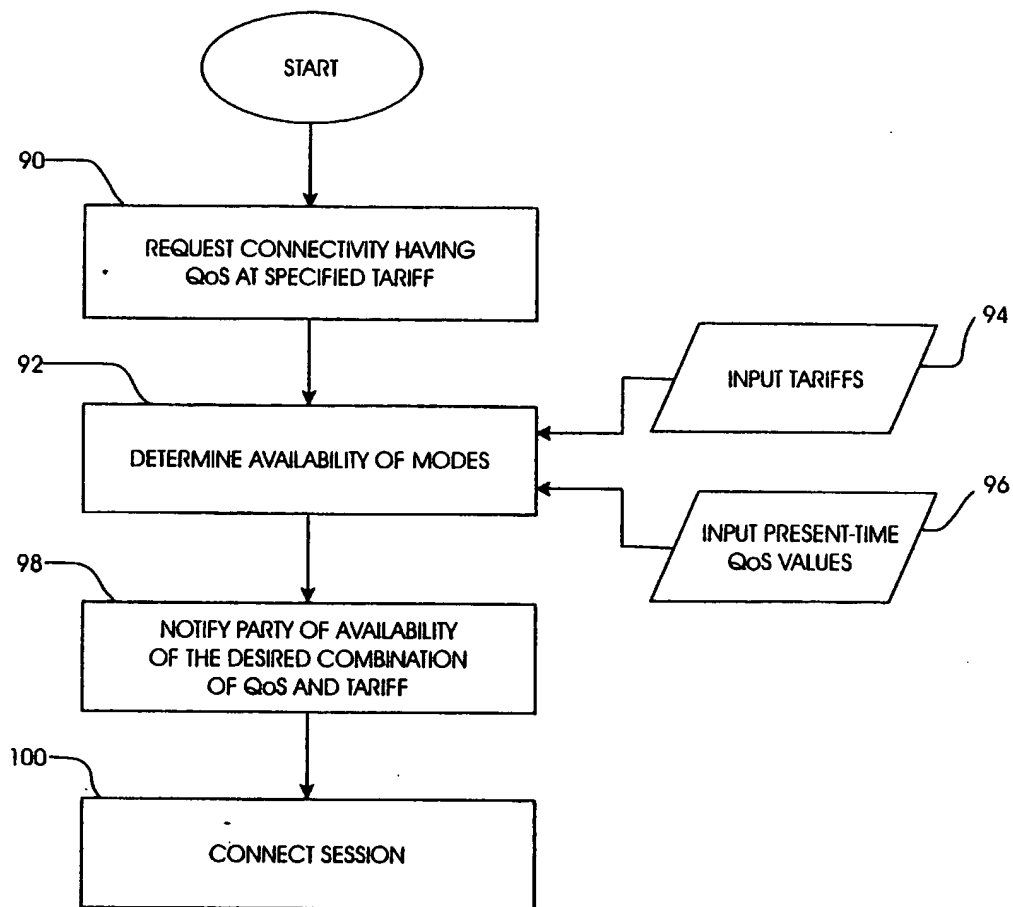 START
90
REQUEST CONNECTIVITY HAVING
QoS AT SPECIFIED TARIFF
92
DETERMINE AVAILABILITY OF MODES
INPUT TARIFFS
94
INPUT PRESENT-TIME
QoS VALUES
96
98
NOTIFY PARTY OF AVAILABILITY
OF THE DESIRED COMBINATION
OF QoS AND TARIFF
100
CONNECT SESSION